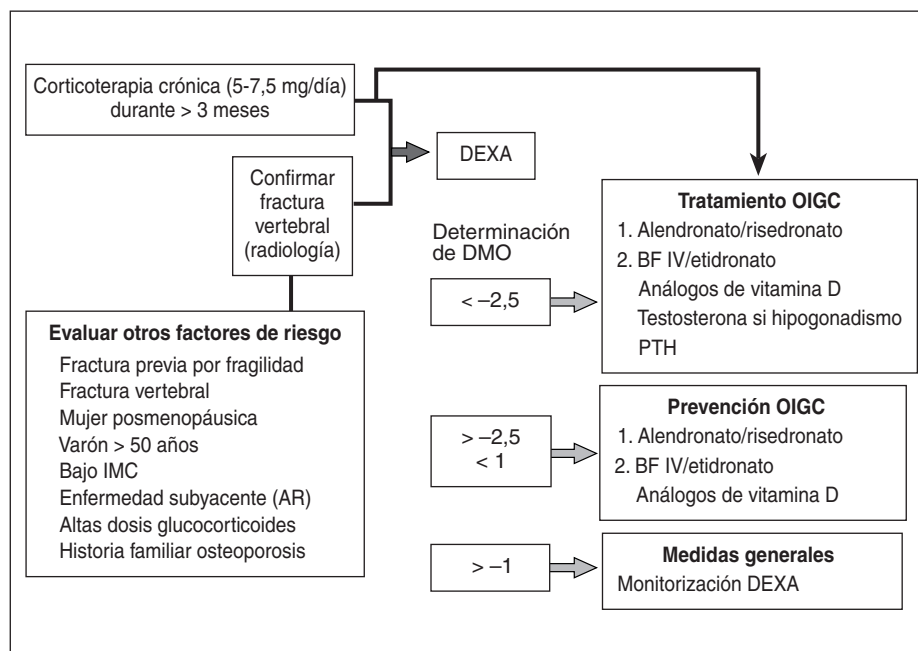 Corticoterapia crónica (5-7,5 mg/día)
durante > 3 meses
DEXA
Confirmar
fractura
vertebral
(radiología)
Evaluar otros factores de riesgo
Fractura previa por fragilidad
Fractura vertebral
Mujer posmenopáusica
Varón > 50 años
Bajo IMC
Enfermedad subyacente (AR)
Altas dosis glucocorticoides
Historia familiar osteoporosis
Determinación
de DMO
< –2,5
Tratamiento OIGC
1. Alendronato/risedronato
2. BF IV/etidronato
Análogos de vitamina D
Testosterona si hipogonadismo
PTH
> –2,5
< 1
Prevención OIGC
1. Alendronato/risedronato
2. BF IV/etidronato
Análogos de vitamina D
> –1
Medidas generales
Monitorización DEXA